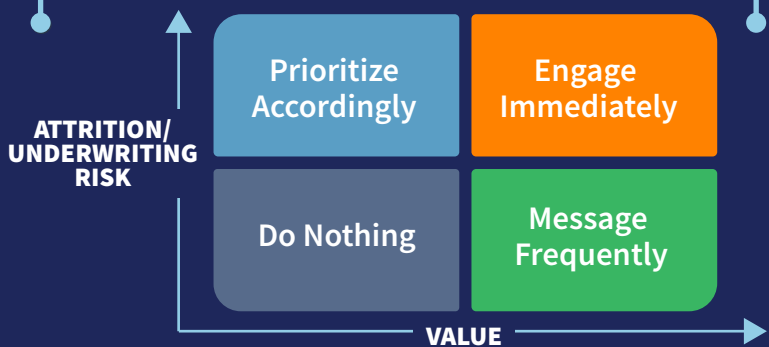 Prioritize
Accordingly
Engage
Immediately
ATTRITION/
UNDERWRITING
RISK
Do Nothing
Message
Frequently
VALUE